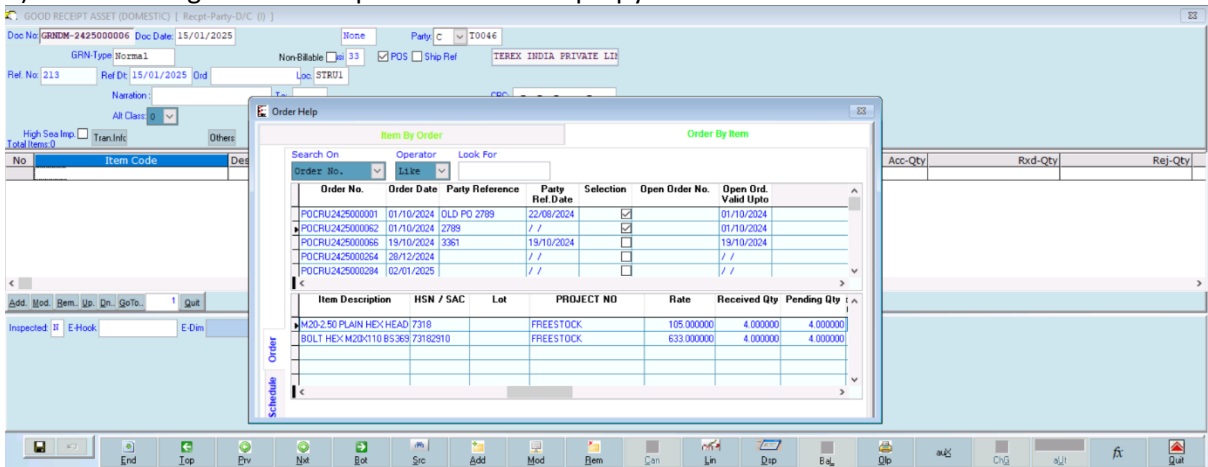 GOOD RECEIPT ASSET (DOMESTIC) [ Recpt-Party-D/C (I) ]
Doc No: GRNDM-2425000006 Doc Date: 15/01/2025 None Party: C T0046
GRN-Type Normal Non-Billable 33 POS Ship Ref TEREX INDIA PRIVATE LI
Ref. No: 213 Ref Dt: 15/01/2025 Ord Loc. STRU1
Narration :
Alt Class: 0
High Sea Imp. Tran.Info Others
Total Items:0
No Item Code Des Acc-Qty Rxd-Qty Rej-Qty
Order Help
Item By Order Order By Item
Search On Operator Look For
Order No. Like
Order No. Order Date Party Reference Party Ref.Date Selection Open Order No. Open Ord. Valid Upto
POCRU2425000001 01/10/2024 OLD PO 2789 22/08/2024 01/10/2024
POCRU2425000062 01/10/2024 2789 / / 01/10/2024
POCRU2425000066 19/10/2024 3361 19/10/2024 19/10/2024
POCRU2425000264 28/12/2024 / / / /
POCRU2425000284 02/01/2025 / / / /
Item Description HSN / SAC Lot PROJECT NO Rate Received Qty Pending Qty
M20-2.50 PLAIN HEX HEAD 7318 FREESTOCK 105.000000 4.000000 4.000000
BOLT HEX M20X110 BS369 73182910 FREESTOCK 633.000000 4.000000 4.000000
Order
Schedule
Add. Mod. Rem.. Up. Dn.. GoTo.. 1 Quit
Inspected: N E-Hook E-Dim
End Top Prv Nxt Bot Src Add Mod Rem Can Lin Dsp BaL Qlp auX ChG aUt fx Quit